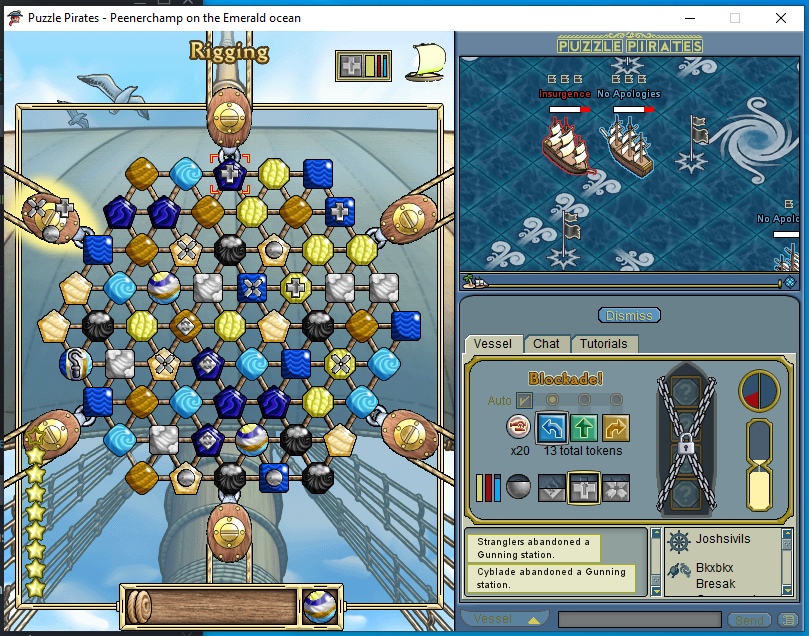 Puzzle Pirates - Peenerchamp on the Emerald ocean
Rigging
PUZZLE PIRATES
Insurgence No Apologies
No Apolo
Dismiss
Vessel Chat Tutorials
Blockade!
Auto
x20 13 total tokens
Stranglers abandoned a
Gunning station.
Cyblade abandoned a Gunning
station.
Joshsivils
Bkxbkx
Bresak
Vessel Send